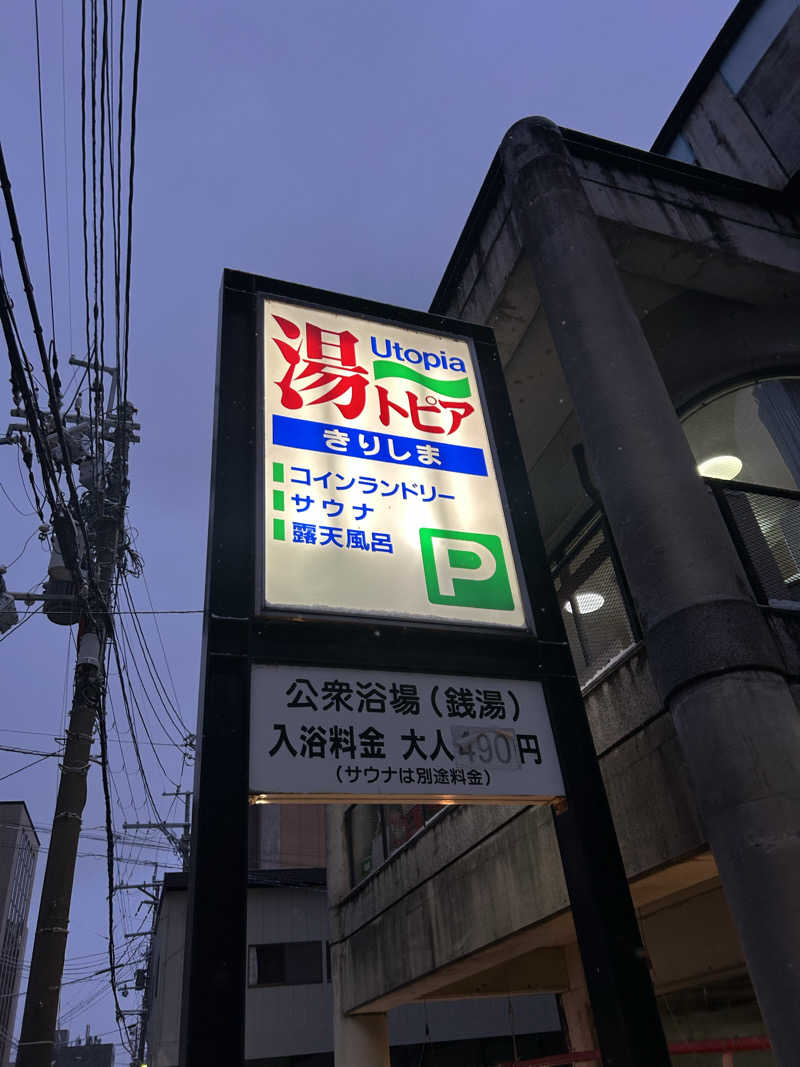 Utopia
湯トピア
きりしま
コインランドリー
サウナ
露天風呂
P
公衆浴場(銭湯)
入浴料金 大人490円
(サウナは別途料金)